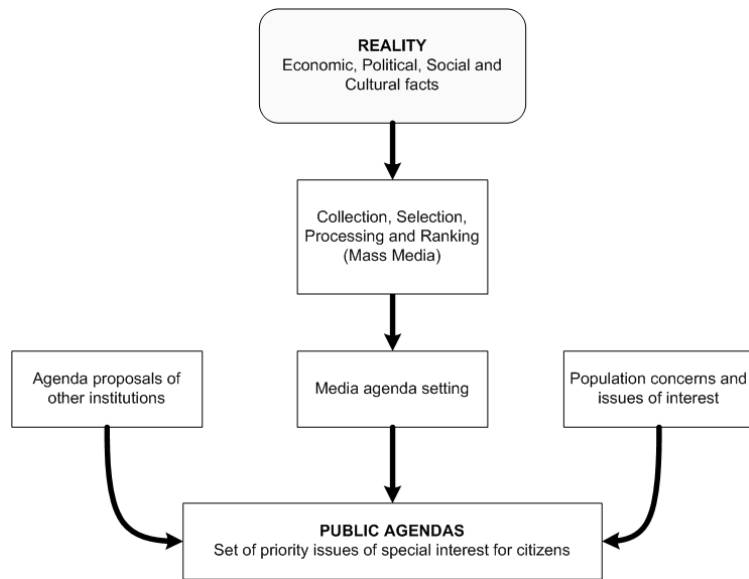 REALITY
Economic, Political, Social and
Cultural facts
Collection, Selection,
Processing and Ranking
(Mass Media)
Agenda proposals of
other institutions
Media agenda setting
Population concerns and
issues of interest
PUBLIC AGENDAS
Set of priority issues of special interest for citizens